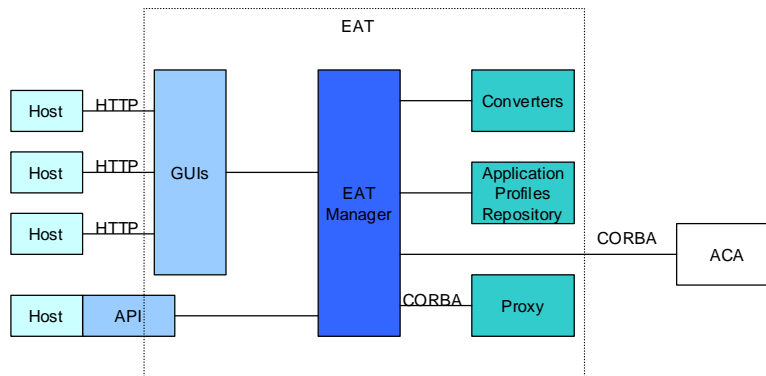 EAT
Host
HTTP
Host
HTTP
Host
HTTP
Host
API
GUIs
EAT
Manager
Converters
Application
Profiles
Repository
CORBA
Proxy
CORBA
ACA